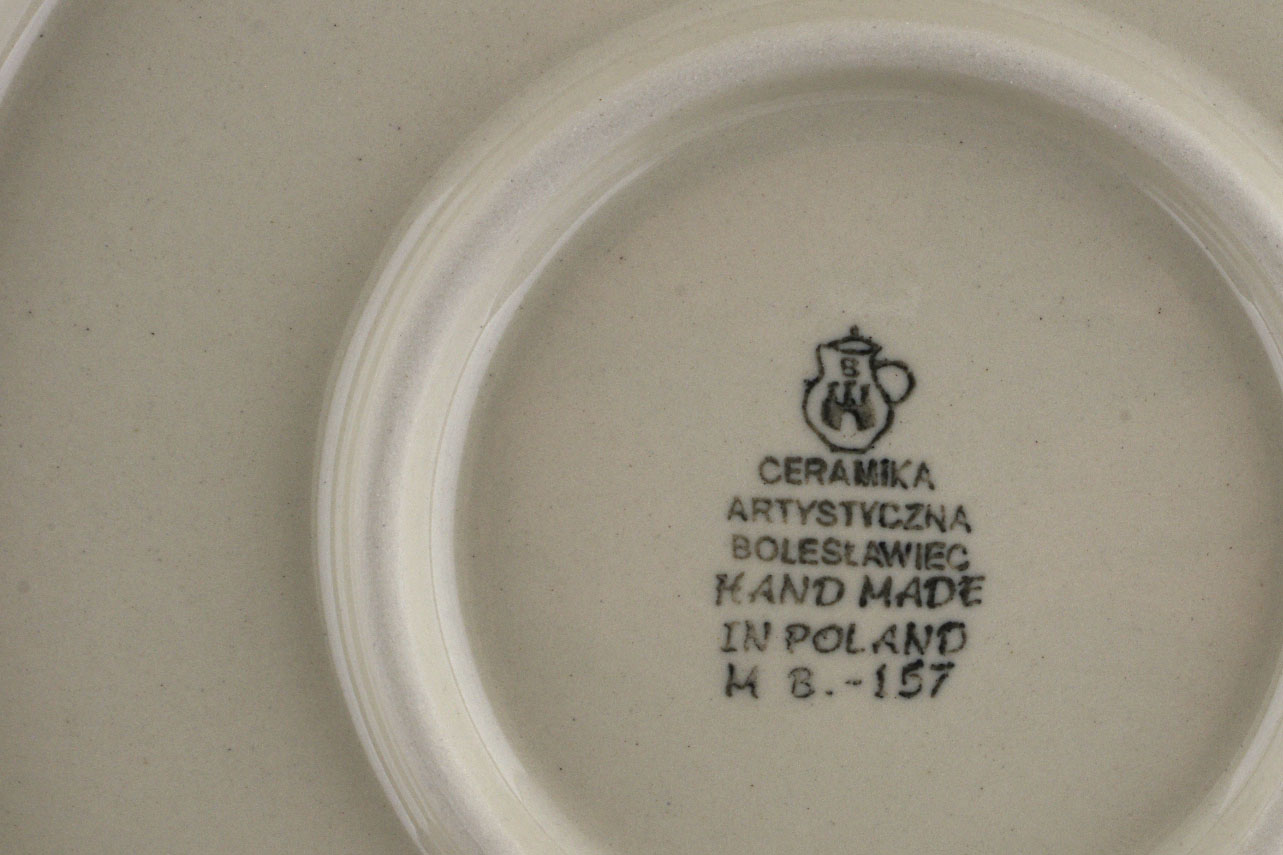 B
CERAMIKA
ARTYSTYCZNA
BOLESŁAWIEC
HAND MADE
IN POLAND
M B.-157